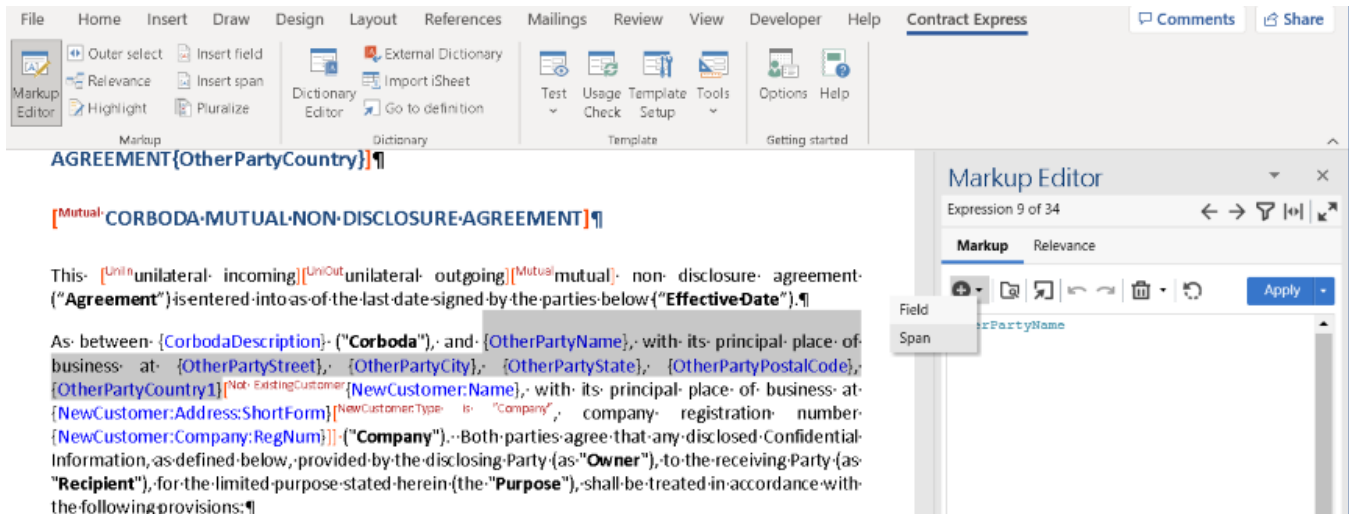 File Home Insert Draw Design Layout References Mailings Review View Developer Help Contract Express Comments Share
Markup Editor
Outer select
Relevance
Highlight
Insert field
Insert span
Pluralize
Markup
Dictionary Editor
External Dictionary
Import iSheet
Go to definition
Dictionary
Test
Usage Check
Template Setup
Tools
Template
Options
Help
Getting started
AGREEMENT{OtherPartyCountry}]¶
[Mutual·CORBODA·MUTUAL·NON·DISCLOSURE·AGREEMENT]¶
This· [UniInunilateral· incoming][UniOutunilateral· outgoing][Mutualmutual]· non· disclosure· agreement·
(“Agreement”)·is·entered·into·as·of·the·last·date·signed·by·the·parties·below·(“Effective·Date”).¶
As· between· {CorbodaDescription}· ("Corboda"),· and· {OtherPartyName},· with· its· principal· place· of·
business· at· {OtherPartyStreet},· {OtherPartyCity},· {OtherPartyState},· {OtherPartyPostalCode},·
{OtherPartyCountry1}[Not· ExistingCustomer{NewCustomer:Name},· with· its· principal· place· of· business· at·
{NewCustomer:Address:ShortForm}[NewCustomer:Type· is· "Company",· company· registration· number·
{NewCustomer:Company:RegNum}]]·("Company").··Both·parties·agree·that·any·disclosed·Confidential·
Information,·as·defined·below,·provided·by·the·disclosing·Party·(as·"Owner"),·to·the·receiving·Party·(as·
"Recipient"),·for·the·limited·purpose·stated·herein·(the·"Purpose"),·shall·be·treated·in·accordance·with·
the·following·provisions:¶
Markup Editor
Expression 9 of 34
Markup Relevance
Apply
Field
Span
erPartyName